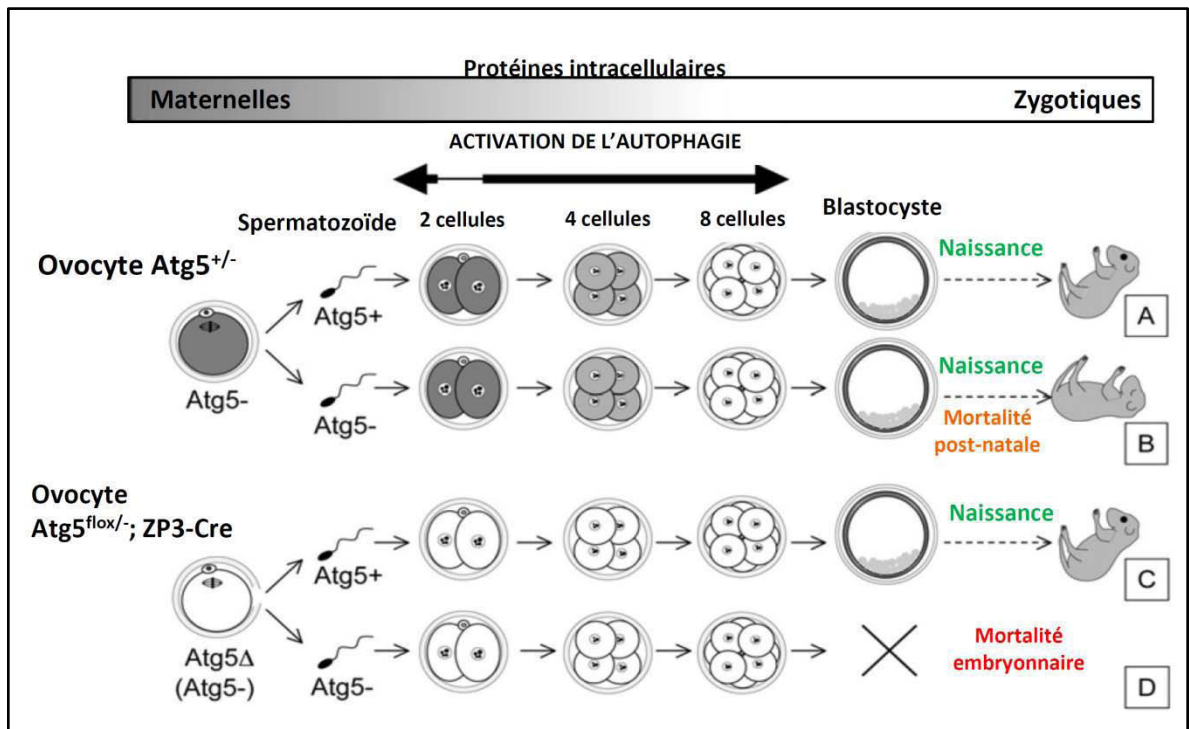 Protéines intracellulaires
Maternelles
Zygotiques
ACTIVATION DE L’AUTOPHAGIE
Spermatozoïde
2 cellules
4 cellules
8 cellules
Blastocyste
Ovocyte Atg5+/-
Atg5-
Atg5+
Naissance
A
Atg5-
Naissance
Mortalité
post-natale
B
Ovocyte
Atg5flox/-; ZP3-Cre
Atg5Δ
(Atg5-)
Atg5+
Naissance
C
Atg5-
Mortalité
embryonnaire
D